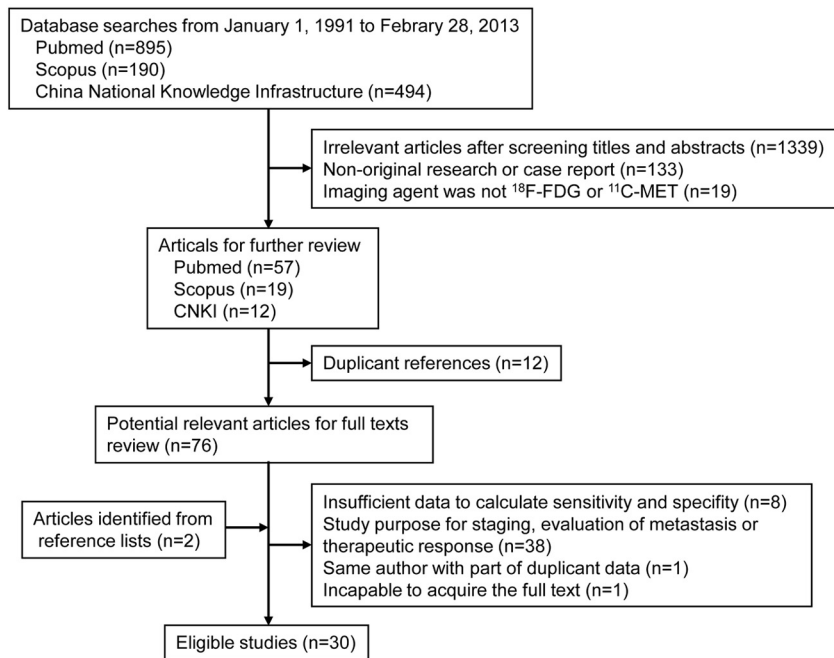 Database searches from January 1, 1991 to Febrary 28, 2013
Pubmed (n=895)
Scopus (n=190)
China National Knowledge Infrastructure (n=494)
Irrelevant articles after screening titles and abstracts (n=1339)
Non-original research or case report (n=133)
Imaging agent was not ¹⁸F-FDG or ¹¹C-MET (n=19)
Articals for further review
Pubmed (n=57)
Scopus (n=19)
CNKI (n=12)
Duplicant references (n=12)
Potential relevant articles for full texts
review (n=76)
Articles identified from
reference lists (n=2)
Insufficient data to calculate sensitivity and specifity (n=8)
Study purpose for staging, evaluation of metastasis or
therapeutic response (n=38)
Same author with part of duplicant data (n=1)
Incapable to acquire the full text (n=1)
Eligible studies (n=30)